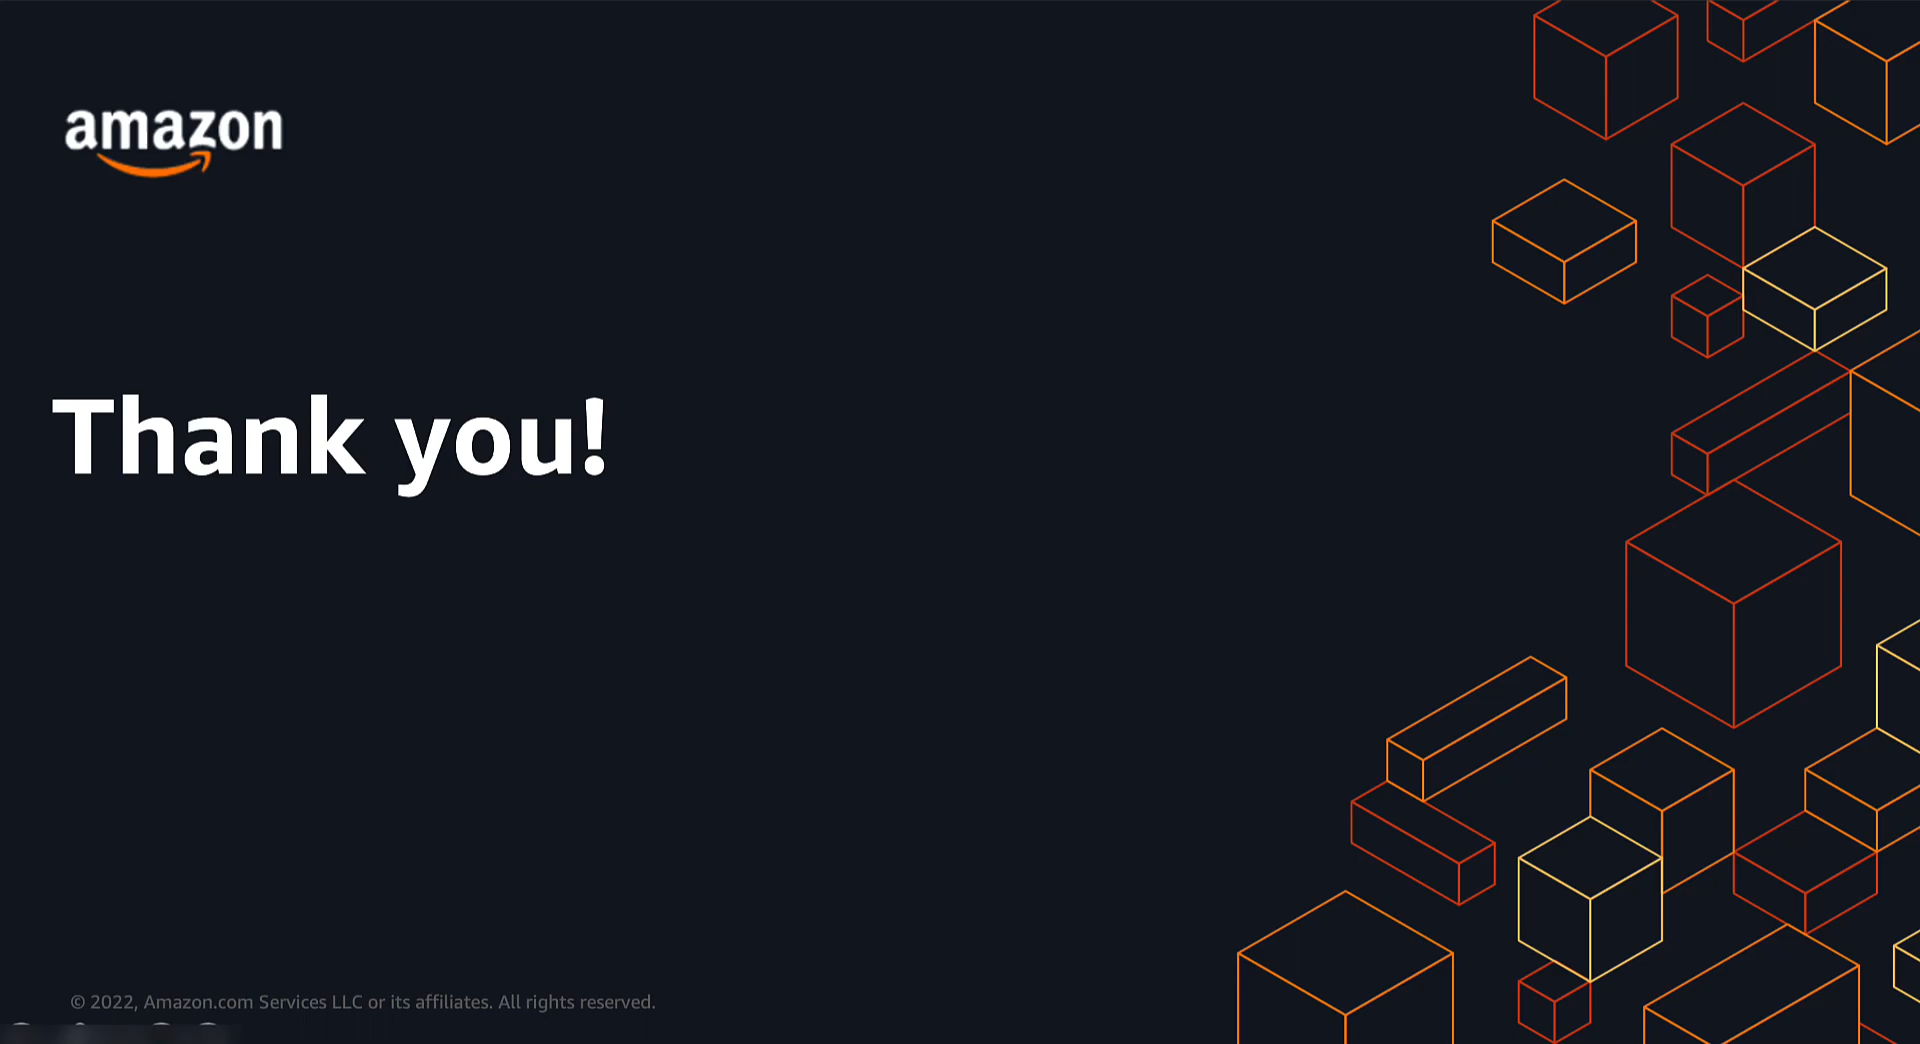 amazon
Thank you!
© 2022, Amazon.com Services LLC or its affiliates. All rights reserved.